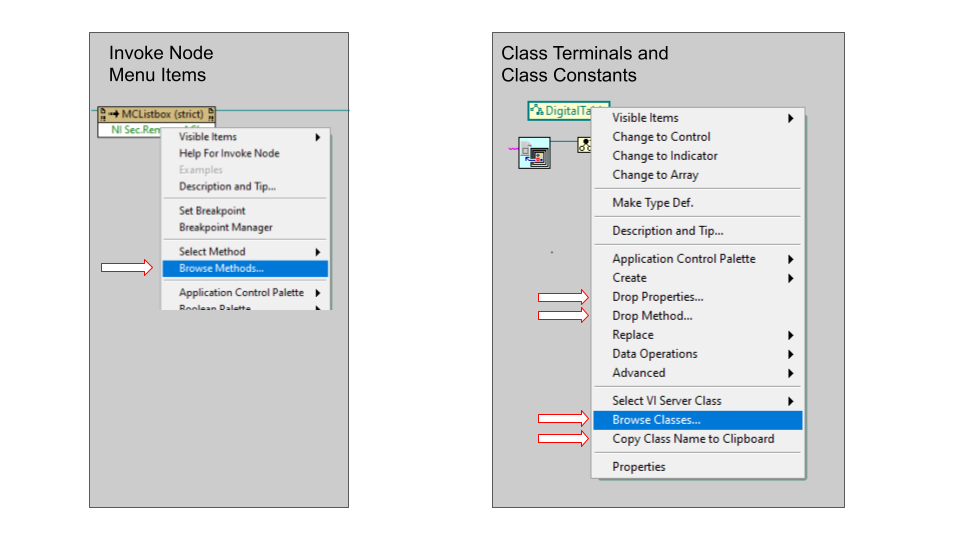 Invoke Node
Menu Items
MCListbox (strict)
NI Sec.Rem
Visible Items
Help For Invoke Node
Examples
Description and Tip...
Set Breakpoint
Breakpoint Manager
Select Method
Browse Methods...
Application Control Palette
Boolean Palette
Class Terminals and
Class Constants
DigitalTa
Visible Items
Change to Control
Change to Indicator
Change to Array
Make Type Def.
Description and Tip...
Application Control Palette
Create
Drop Properties...
Drop Method...
Replace
Data Operations
Advanced
Select VI Server Class
Browse Classes...
Copy Class Name to Clipboard
Properties